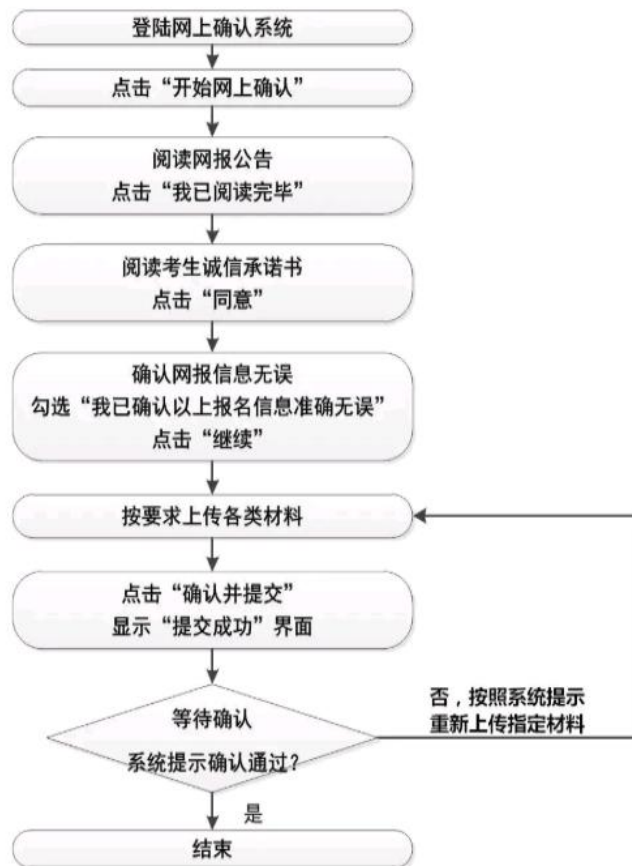 登陆网上确认系统
点击“开始网上确认”
阅读网报公告
点击“我已阅读完毕”
阅读考生诚信承诺书
点击“同意”
确认网报信息无误
勾选“我已确认以上报名信息准确无误”
点击“继续”
按要求上传各类材料
点击“确认并提交”
显示“提交成功”界面
等待确认
系统提示确认通过?
否，按照系统提示
重新上传指定材料
是
结束